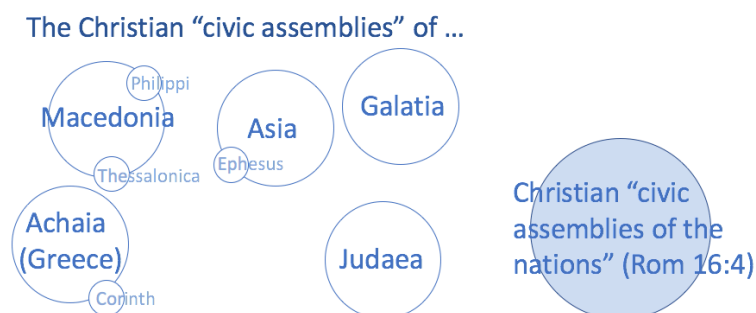 The Christian “civic assemblies” of …
Philippi
Macedonia
Thessalonica
Asia
Ephesus
Galatia
Achaia
(Greece)
Corinth
Judaea
Christian “civic
assemblies of the
nations” (Rom 16:4)